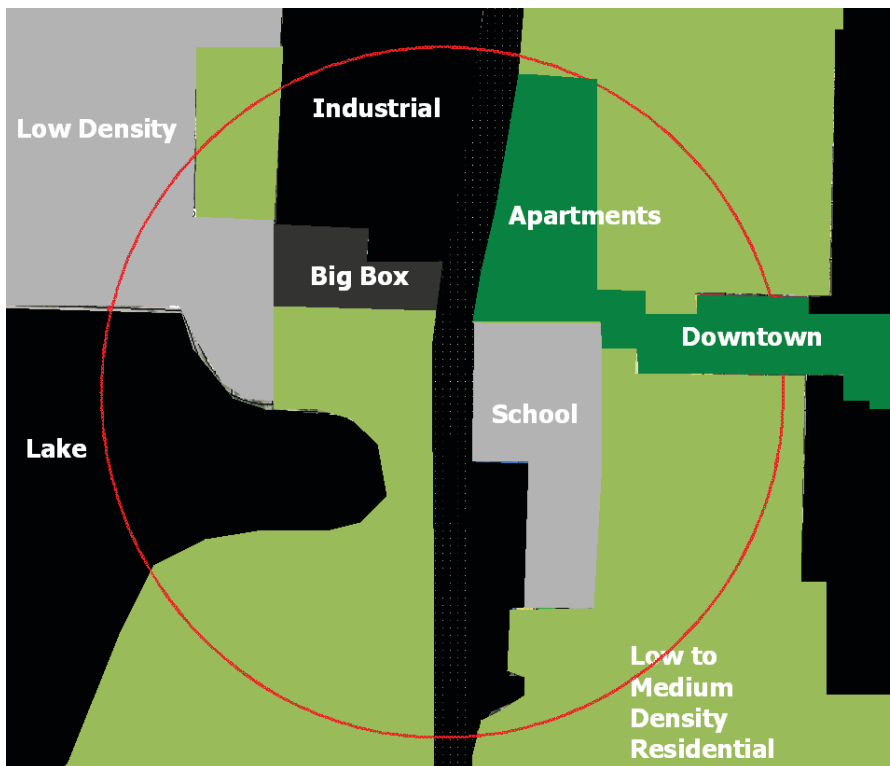 Industrial
Low Density
Apartments
Big Box
Downtown
School
Lake
Low to
Medium
Density
Residential